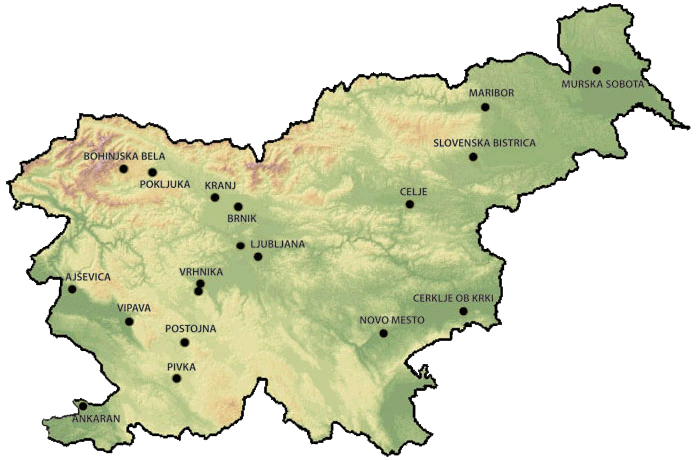 MURSKA SOBOTA
MARIBOR
SLOVENSKA BISTRICA
BOHINJSKA BELA
POKLJUKA
KRANJ
CELJE
BRNIK
LJUBLJANA
VRHNIKA
AJŠEVICA
CERKLJE OB KRKI
VIPAVA
NOVO MESTO
POSTOJNA
PIVKA
ANKARAN